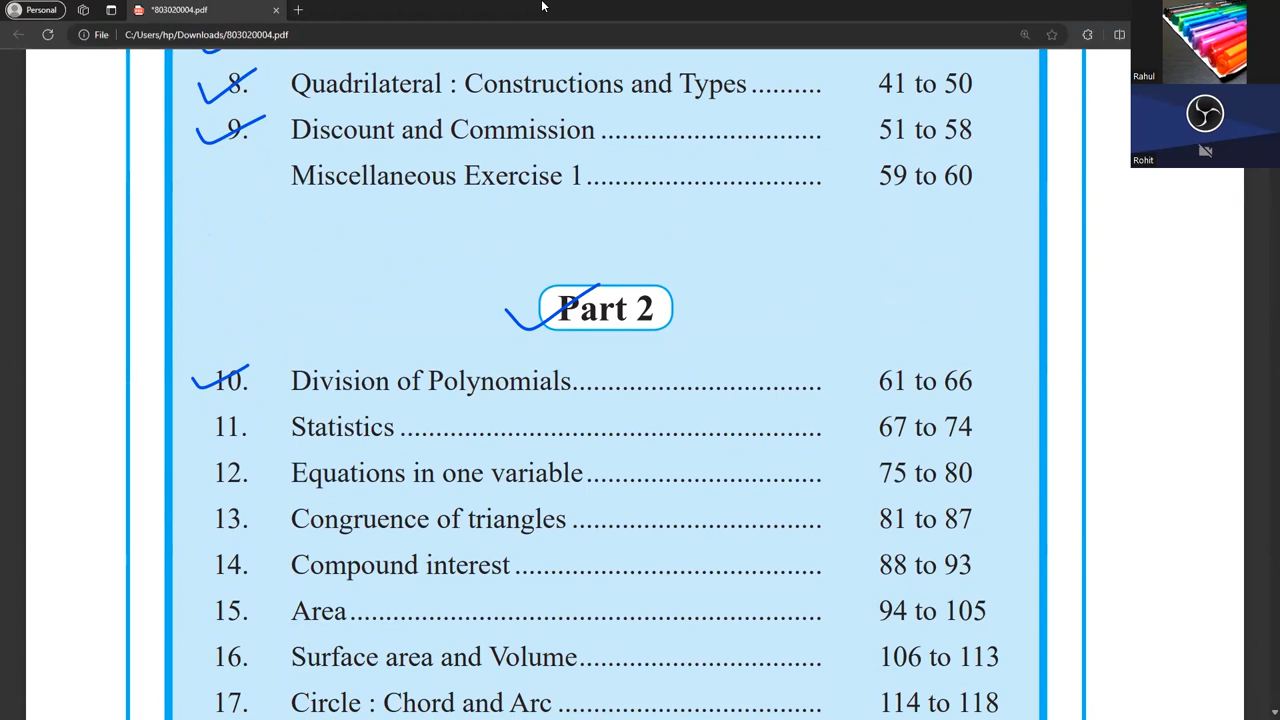 Personal
*803020004.pdf
File
C:/Users/hp/Downloads/803020004.pdf
Rahul
Rohit
8. Quadrilateral : Constructions and Types.......... 41 to 50
9. Discount and Commission ............................... 51 to 58
Miscellaneous Exercise 1................................. 59 to 60
Part 2
10. Division of Polynomials................................... 61 to 66
11. Statistics ........................................................... 67 to 74
12. Equations in one variable................................. 75 to 80
13. Congruence of triangles ................................... 81 to 87
14. Compound interest........................................... 88 to 93
15. Area.................................................................. 94 to 105
16. Surface area and Volume.................................. 106 to 113
17. Circle : Chord and Arc ..................................... 114 to 118